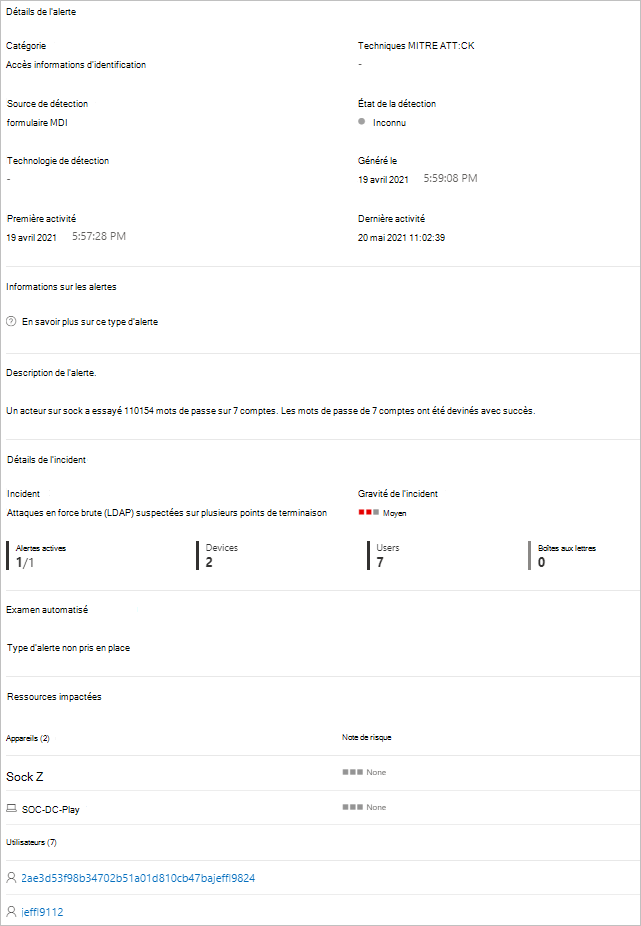 Détails de l'alerte
Catégorie
Techniques MITRE ATT:CK
Accès informations d'identification
-
Source de détection
État de la détection
formulaire MDI
Inconnu
Technologie de détection
Généré le
-
19 avril 2021 5:59:08 PM
Première activité
Dernière activité
19 avril 2021 5:57:28 PM
20 mai 2021 11:02:39
Informations sur les alertes
En savoir plus sur ce type d'alerte
Description de l'alerte.
Un acteur sur sock a essayé 110154 mots de passe sur 7 comptes. Les mots de passe de 7 comptes ont été devinés avec succès.
Détails de l'incident
Incident
Gravité de l'incident
Attaques en force brute (LDAP) suspectées sur plusieurs points de terminaison
Moyen
Alertes actives
Devices
Users
Boîtes aux lettres
1/1
2
7
0
Examen automatisé
Type d'alerte non pris en place
Ressources impactées
Appareils (2)
Note de risque
Sock Z
None
SOC-DC-Play
None
Utilisateurs (7)
2ae3d53f98b34702b51a01d810cb47bajeffl9824
jeffl9112